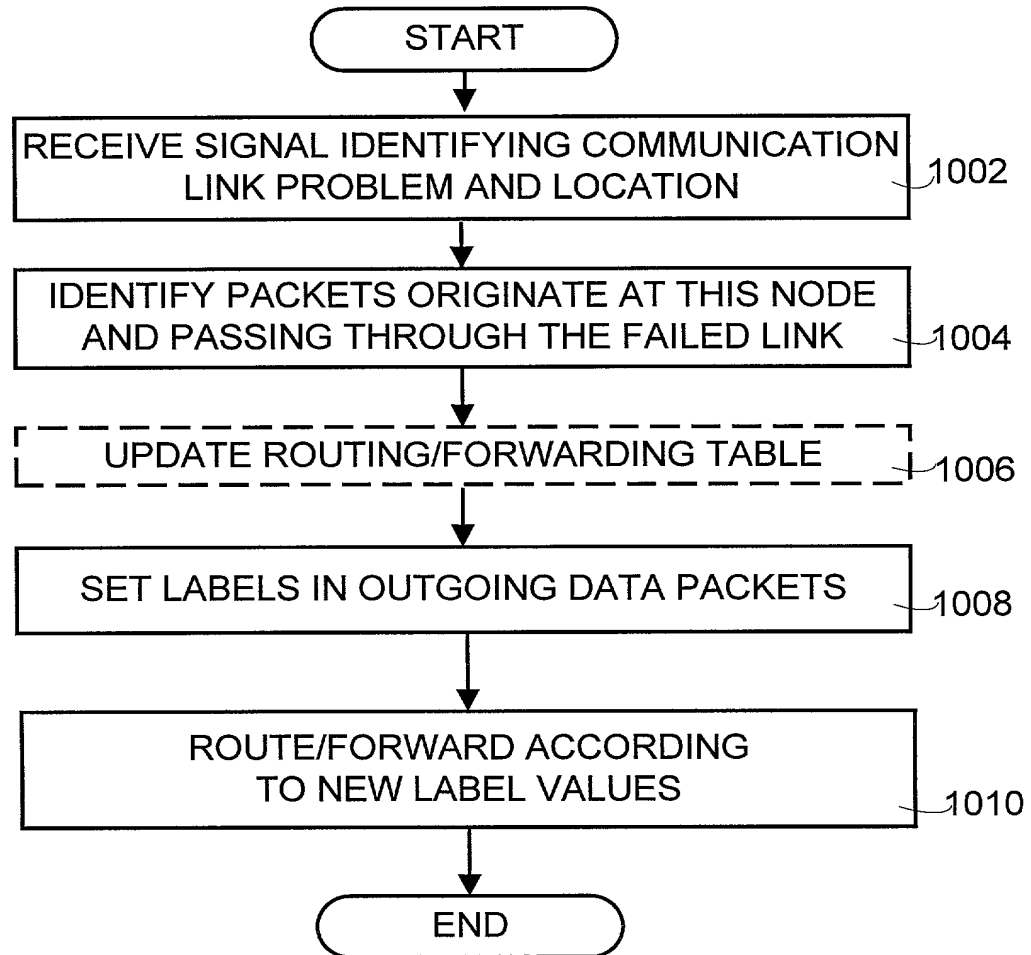 START
RECEIVE SIGNAL IDENTIFYING COMMUNICATION
LINK PROBLEM AND LOCATION
1002
IDENTIFY PACKETS ORIGINATE AT THIS NODE
AND PASSING THROUGH THE FAILED LINK
1004
UPDATE ROUTING/FORWARDING TABLE
1006
SET LABELS IN OUTGOING DATA PACKETS
1008
ROUTE/FORWARD ACCORDING
TO NEW LABEL VALUES
1010
END